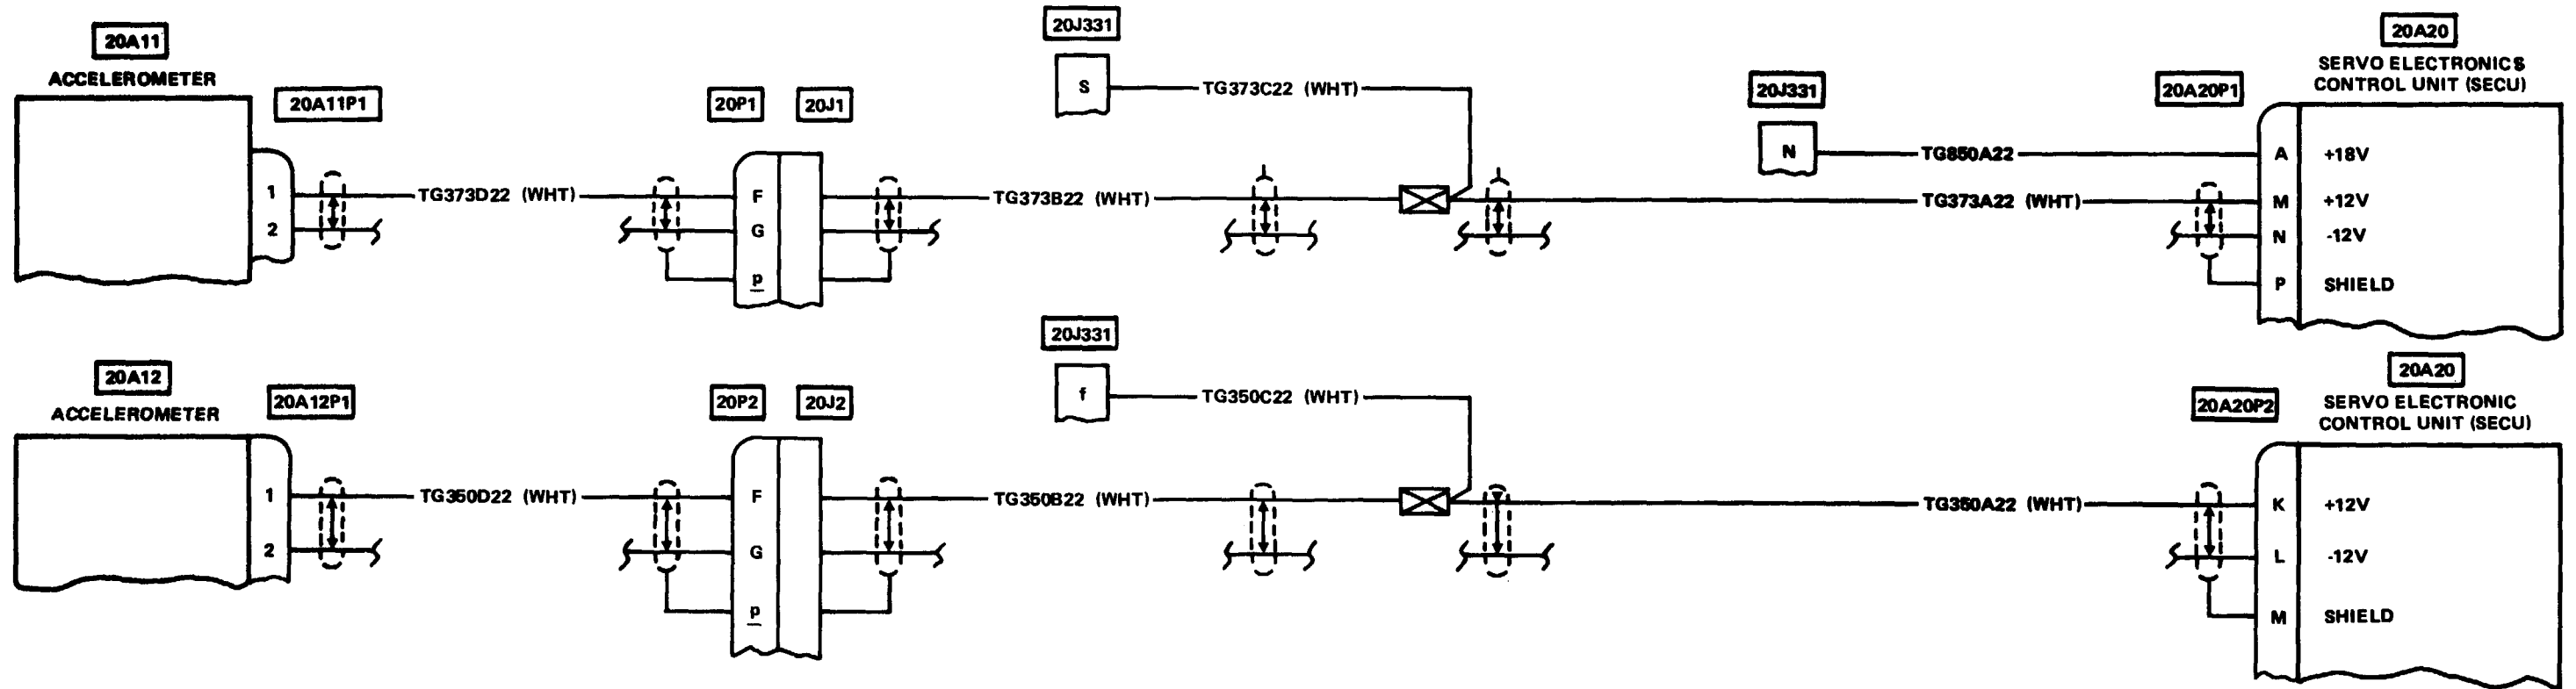 20A11
ACCELEROMETER
20A11P1
1
2
TG373D22 (WHT)
20P1
20J1
F
G
p
TG373B22 (WHT)
20J331
S
TG373C22 (WHT)
20J331
N
TG850A22
TG373A22 (WHT)
20A20P1
20A20
SERVO ELECTRONICS
CONTROL UNIT (SECU)
A +18V
M +12V
N -12V
P SHIELD
20A12
ACCELEROMETER
20A12P1
1
2
TG350D22 (WHT)
20P2
20J2
F
G
p
TG350B22 (WHT)
20J331
f
TG350C22 (WHT)
TG350A22 (WHT)
20A20P2
20A20
SERVO ELECTRONIC
CONTROL UNIT (SECU)
K +12V
L -12V
M SHIELD